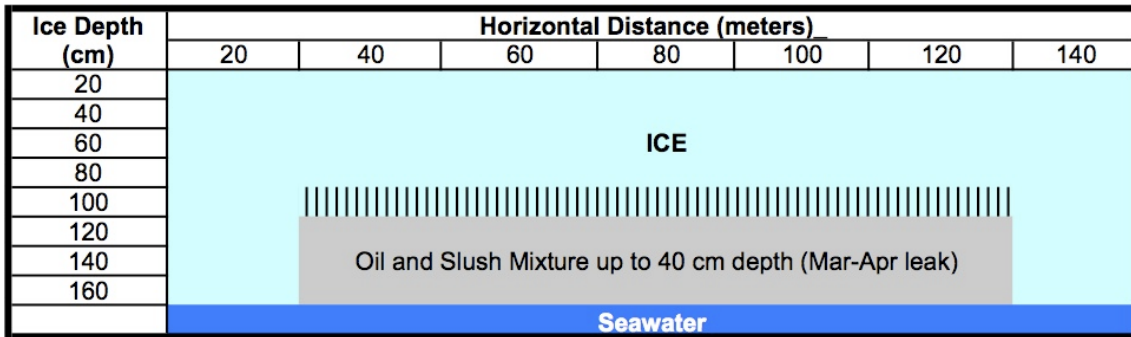 Ice Depth (cm)
Horizontal Distance (meters)_
20 40 60 80 100 120 140
20
40
60
ICE
80
100
120
140
Oil and Slush Mixture up to 40 cm depth (Mar-Apr leak)
160
Seawater